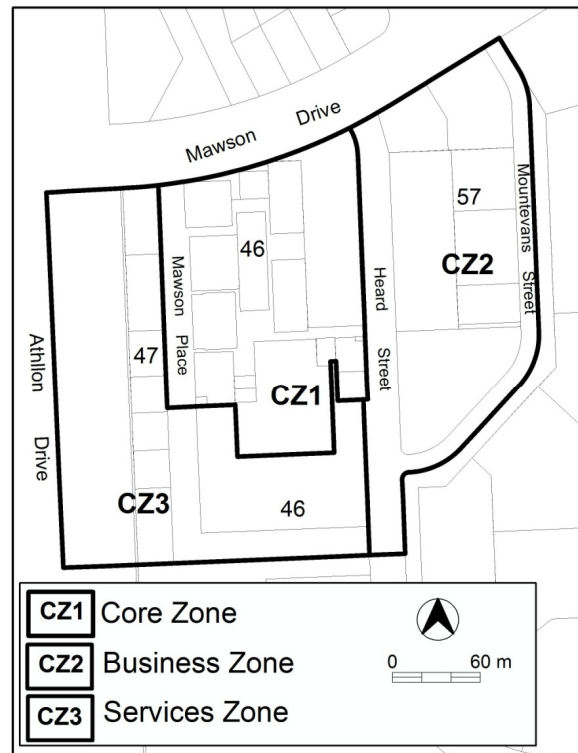 Mawson Drive
57
Mountevans Street
46
CZ2
Mawson Place
Heard Street
Athllon Drive
47
CZ1
CZ3
46
CZ1 Core Zone
CZ2 Business Zone
CZ3 Services Zone
0 60 m